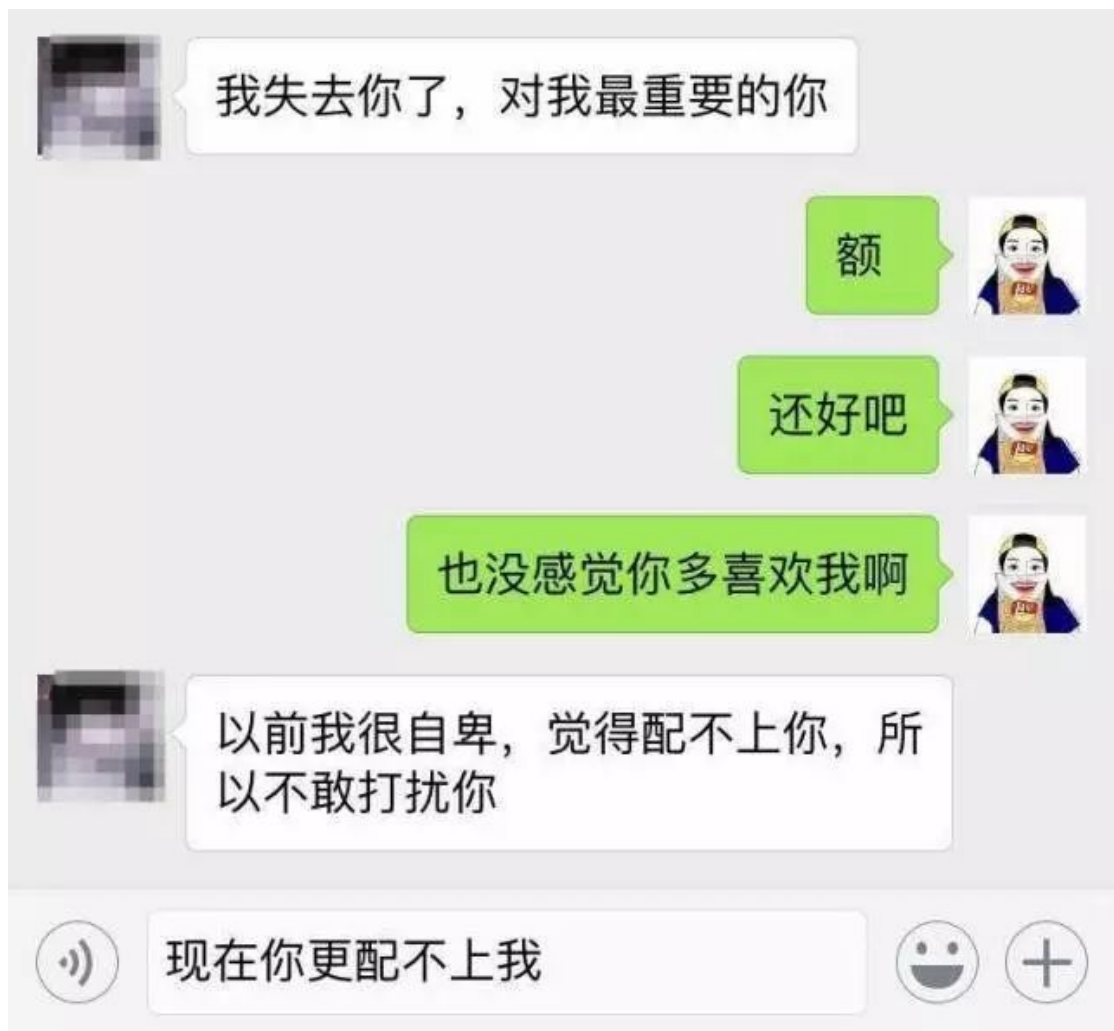 我失去你了，对我最重要的你
额
还好吧
也没感觉你多喜欢我啊
以前我很自卑，觉得配不上你，所
以不敢打扰你
现在你更配不上我